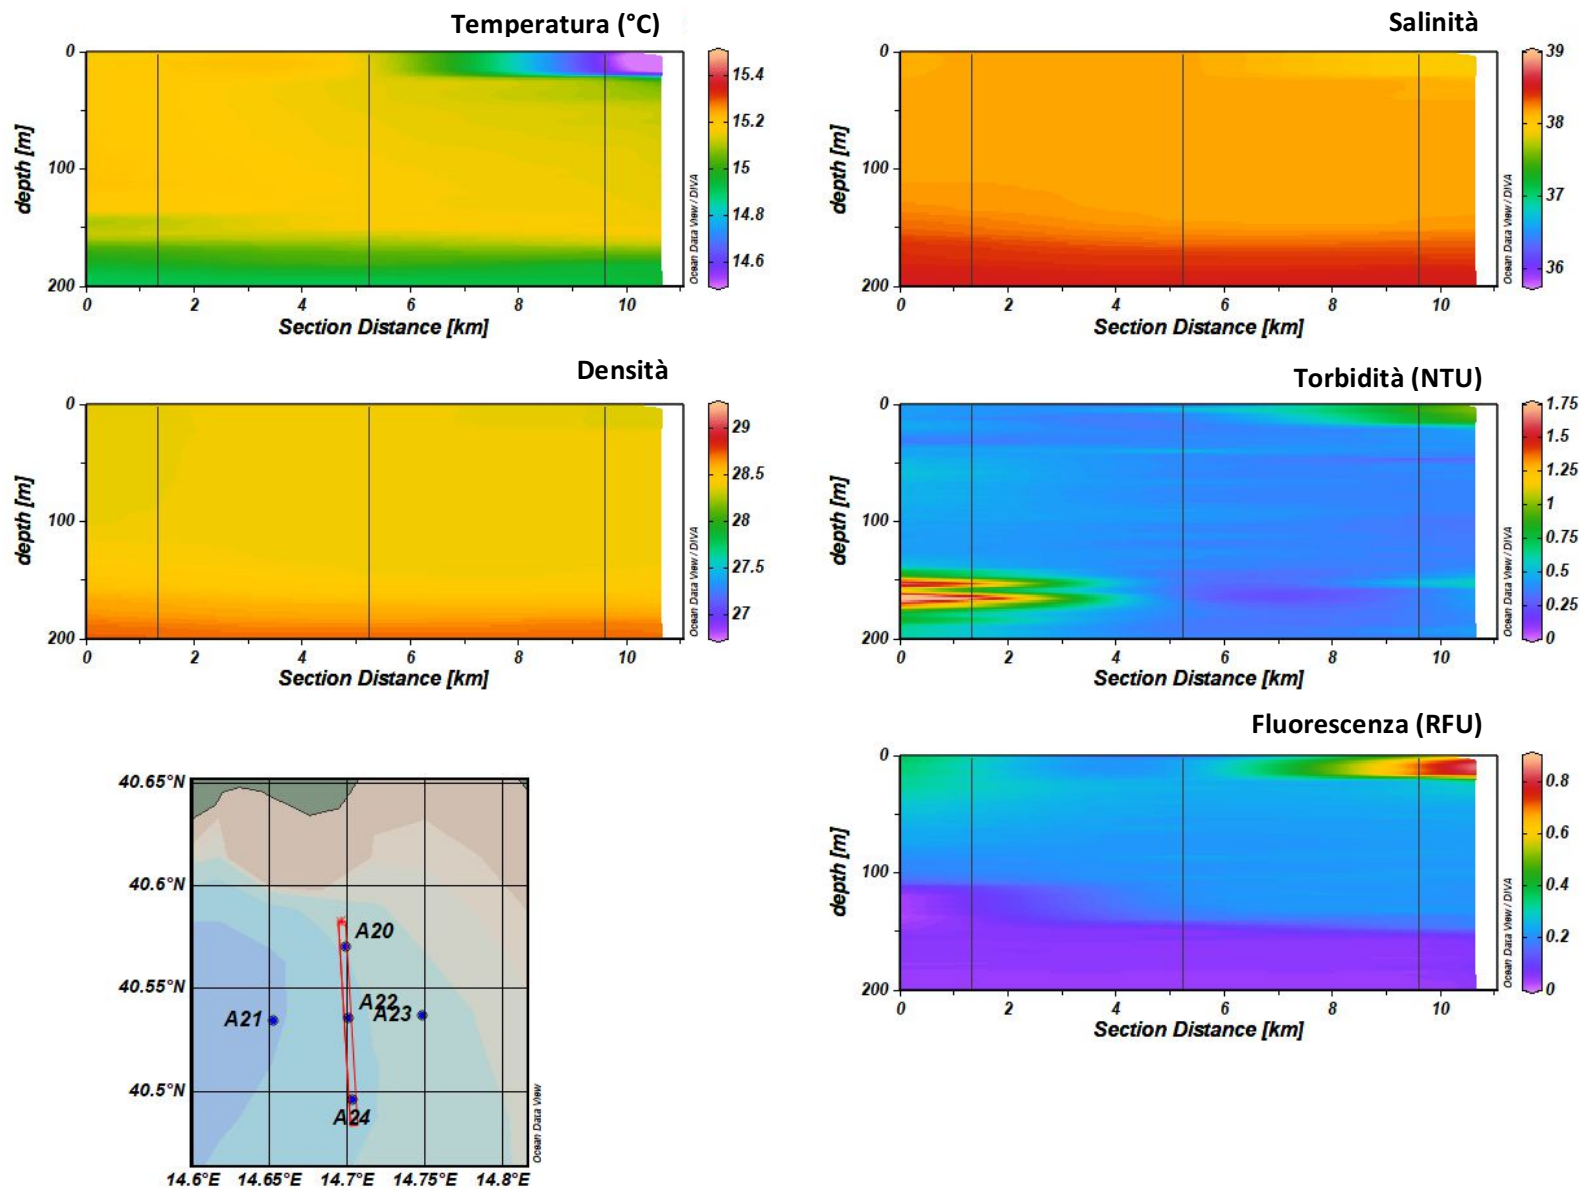 Temperatura (°C)
0
100
200
depth [m]
0 2 4 6 8 10
Section Distance [km]
15.4
15.2
15
14.8
14.6
Ocean Data View / DIVA
Salinità
0
100
200
depth [m]
0 2 4 6 8 10
Section Distance [km]
39
38
37
36
Ocean Data View / DIVA
Densità
0
100
200
depth [m]
0 2 4 6 8 10
Section Distance [km]
29
28.5
28
27.5
27
Ocean Data View / DIVA
Torbidità (NTU)
0
100
200
depth [m]
0 2 4 6 8 10
Section Distance [km]
1.75
1.5
1.25
1
0.75
0.5
0.25
0
Ocean Data View / DIVA
40.65°N
40.6°N
40.55°N
40.5°N
A20
A22
A23
A21
A24
14.6°E 14.65°E 14.7°E 14.75°E 14.8°E
Ocean Data View
Fluorescenza (RFU)
0
100
200
depth [m]
0 2 4 6 8 10
Section Distance [km]
0.8
0.6
0.4
0.2
0
Ocean Data View / DIVA